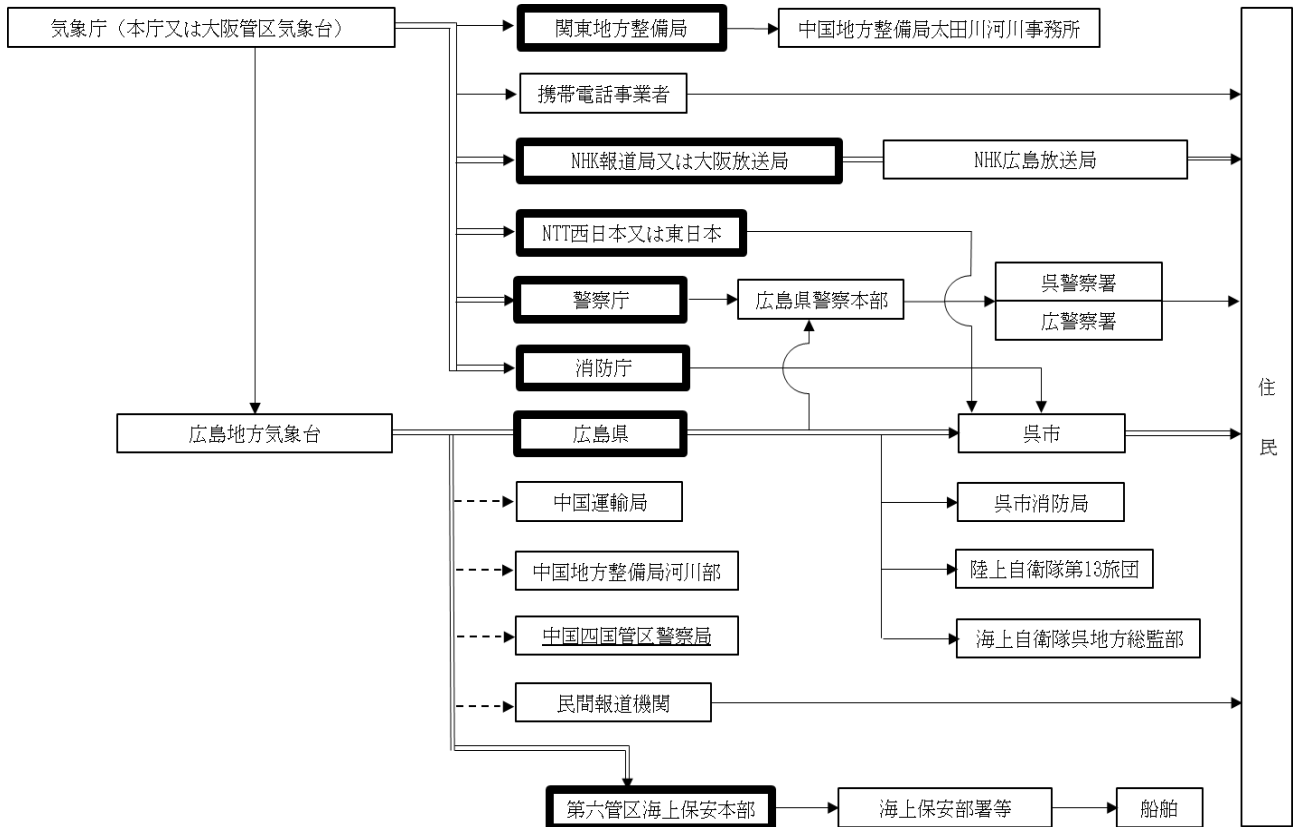 気象庁（本庁又は大阪管区気象台）
関東地方整備局
中国地方整備局太田川河川事務所
携帯電話事業者
NHK報道局又は大阪放送局
NHK広島放送局
NTT西日本又は東日本
警察庁
広島県警察本部
呉警察署
広警察署
消防庁
住民
広島地方気象台
広島県
呉市
中国運輸局
呉市消防局
中国地方整備局河川部
陸上自衛隊第13旅団
中国四国管区警察局
海上自衛隊呉地方総監部
民間報道機関
第六管区海上保安本部
海上保安部署等
船舶